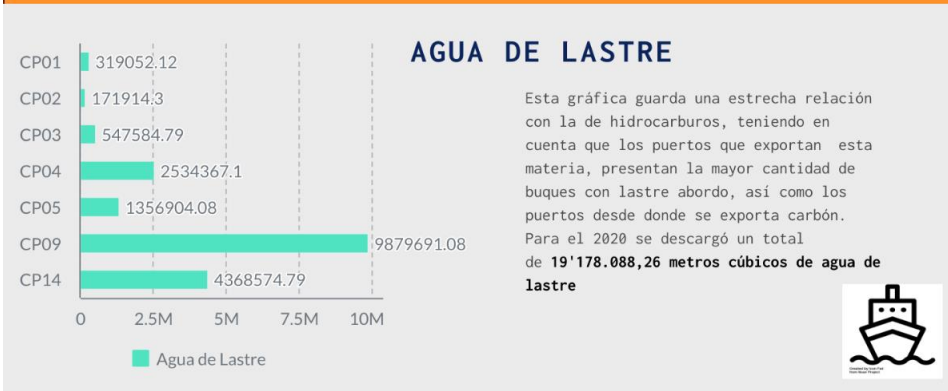 AGUA DE LASTRE
CP01 319052.12
CP02 171914.3
CP03 547584.79
CP04 2534367.1
CP05 1356904.08
CP09 9879691.08
CP14 4368574.79
0 2.5M 5M 7.5M 10M
Agua de Lastre
Esta gráfica guarda una estrecha relación
con la de hidrocarburos, teniendo en
cuenta que los puertos que exportan esta
materia, presentan la mayor cantidad de
buques con lastre abordo, así como los
puertos desde donde se exporta carbón.
Para el 2020 se descargó un total
de 19'178.088,26 metros cúbicos de agua de
lastre